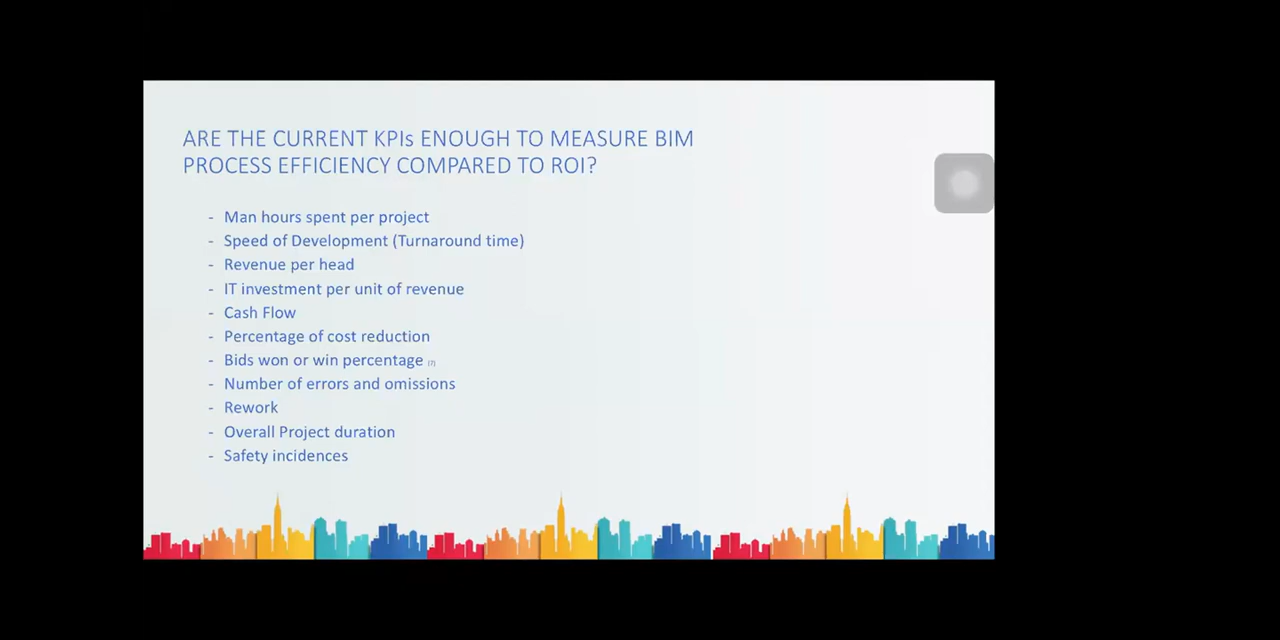 ARE THE CURRENT KPIs ENOUGH TO MEASURE BIM
PROCESS EFFICIENCY COMPARED TO ROI?
- Man hours spent per project
- Speed of Development (Turnaround time)
- Revenue per head
- IT investment per unit of revenue
- Cash Flow
- Percentage of cost reduction
- Bids won or win percentage (7)
- Number of errors and omissions
- Rework
- Overall Project duration
- Safety incidences